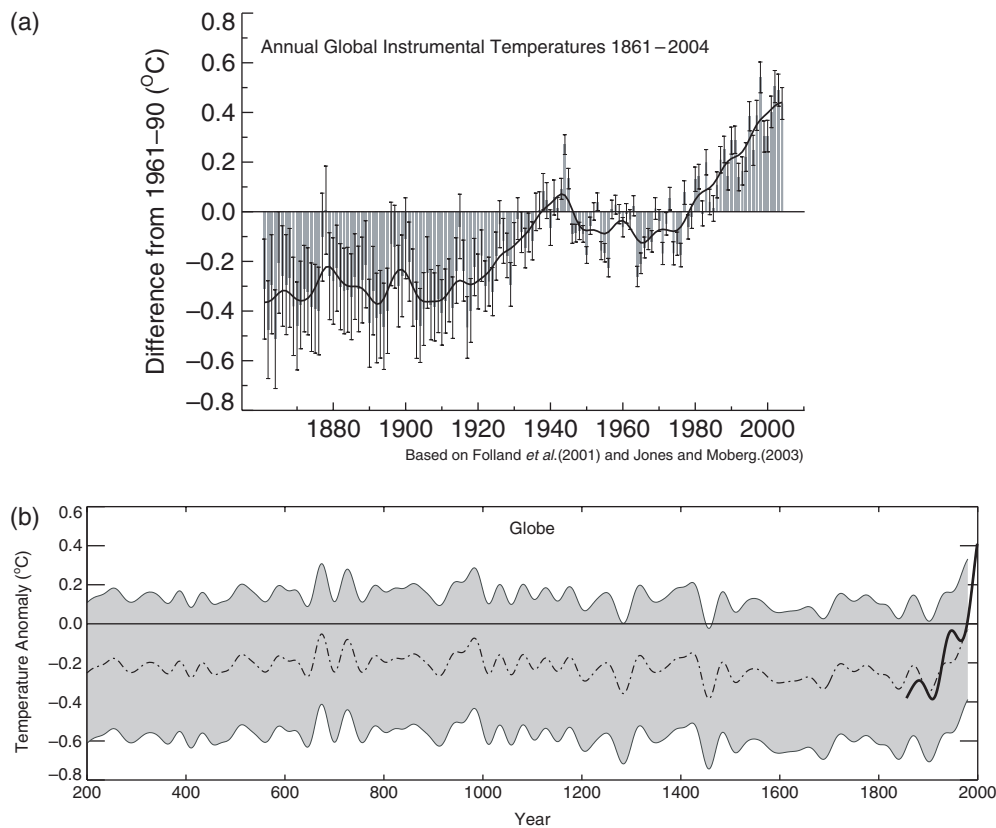 (a)
Annual Global Instrumental Temperatures 1861–2004
Difference from 1961–90 (°C)
0.8
0.6
0.4
0.2
0.0
−0.2
−0.4
−0.6
−0.8
1880 1900 1920 1940 1960 1980 2000
Based on Folland et al.(2001) and Jones and Moberg.(2003)
(b)
Globe
Temperature Anomaly (°C)
0.6
0.4
0.2
0.0
−0.2
−0.4
−0.6
−0.8
200 400 600 800 1000 1200 1400 1600 1800 2000
Year